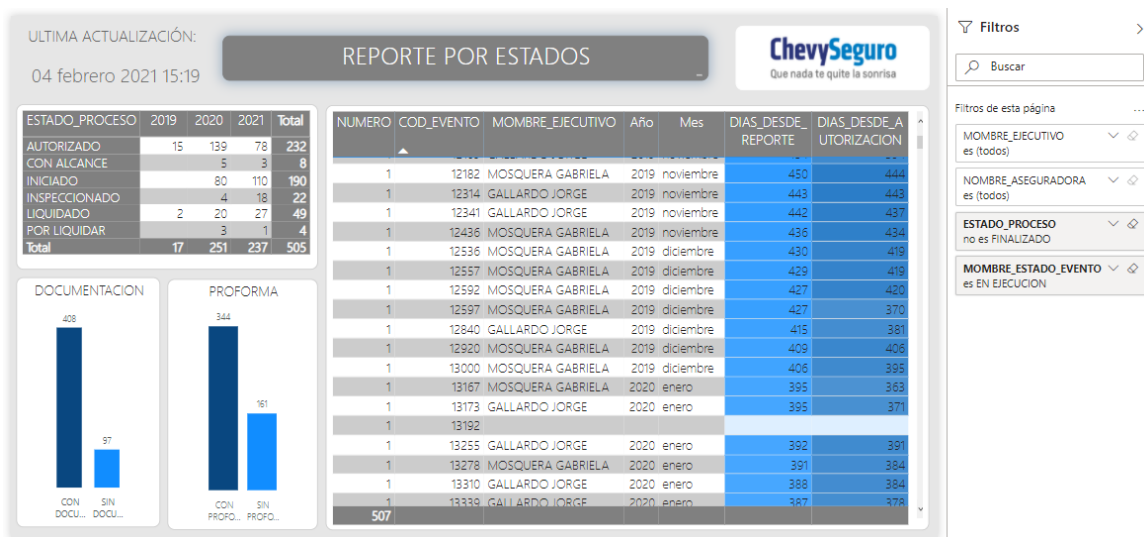 ULTIMA ACTUALIZACIÓN:
04 febrero 2021 15:19
REPORTE POR ESTADOS
ChevySeguro
Que nada te quite la sonrisa
ESTADO_PROCESO 2019 2020 2021 Total
AUTORIZADO 15 139 78 232
CON ALCANCE 5 3 8
INICIADO 80 110 190
INSPECCIONADO 4 18 22
LIQUIDADO 2 20 27 49
POR LIQUIDAR 3 1 4
Total 17 251 237 505
DOCUMENTACION
408
97
CON DOCU... SIN DOCU...
PROFORMA
344
161
CON PROFO... SIN PROFO...
NUMERO COD_EVENTO MOMBRE_EJECUTIVO Año Mes DIAS_DESDE_REPORTE DIAS_DESDE_AUTORIZACION
1 12182 MOSQUERA GABRIELA 2019 noviembre 450 444
1 12314 GALLARDO JORGE 2019 noviembre 443 443
1 12341 GALLARDO JORGE 2019 noviembre 442 437
1 12436 MOSQUERA GABRIELA 2019 noviembre 436 434
1 12536 MOSQUERA GABRIELA 2019 diciembre 430 419
1 12557 MOSQUERA GABRIELA 2019 diciembre 429 419
1 12592 MOSQUERA GABRIELA 2019 diciembre 427 420
1 12597 MOSQUERA GABRIELA 2019 diciembre 427 370
1 12840 GALLARDO JORGE 2019 diciembre 415 381
1 12920 MOSQUERA GABRIELA 2019 diciembre 409 406
1 13000 MOSQUERA GABRIELA 2019 diciembre 406 395
1 13167 MOSQUERA GABRIELA 2020 enero 395 363
1 13173 GALLARDO JORGE 2020 enero 395 371
1 13192
1 13255 GALLARDO JORGE 2020 enero 392 391
1 13278 MOSQUERA GABRIELA 2020 enero 391 384
1 13310 GALLARDO JORGE 2020 enero 388 384
1 13339 GALLARDO JORGE 2020 enero 387 378
507
Filtros
Buscar
Filtros de esta página
MOMBRE_EJECUTIVO
es (todos)
NOMBRE_ASEGURADORA
es (todos)
ESTADO_PROCESO
no es FINALIZADO
MOMBRE_ESTADO_EVENTO
es EN EJECUCION